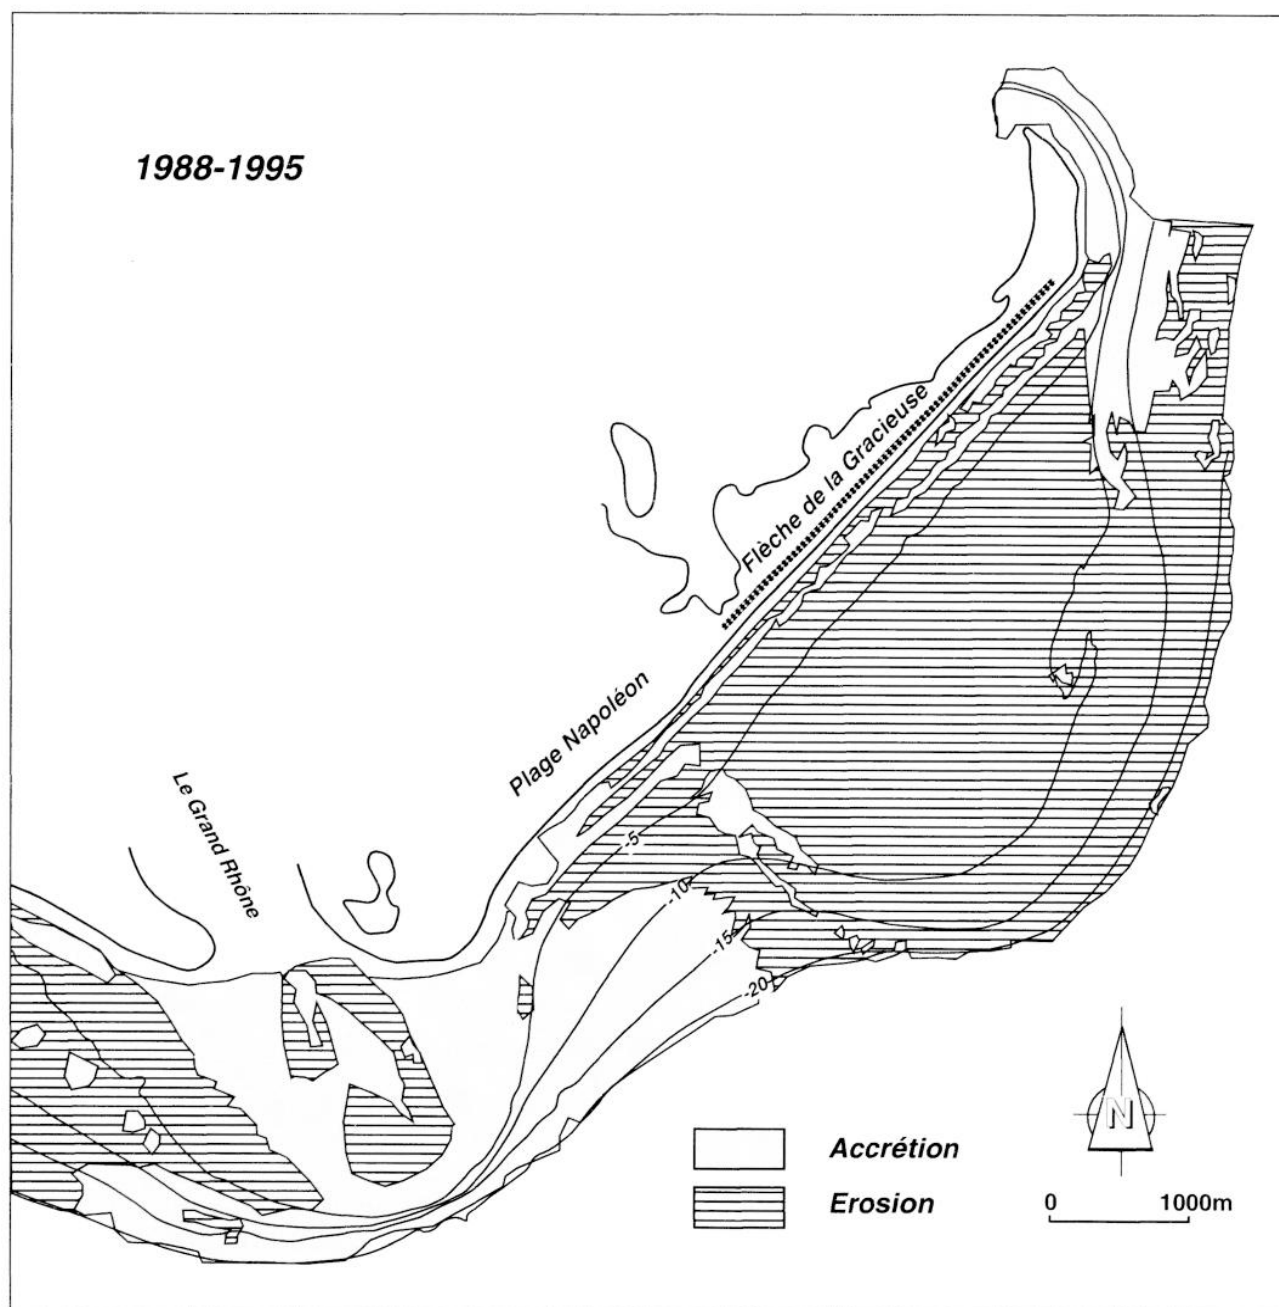 1988-1995
Flèche de la Gracieuse
Plage Napoléon
Le Grand Rhône
-5
-10
-15
-20
N
Accrétion
Erosion
0 1000m